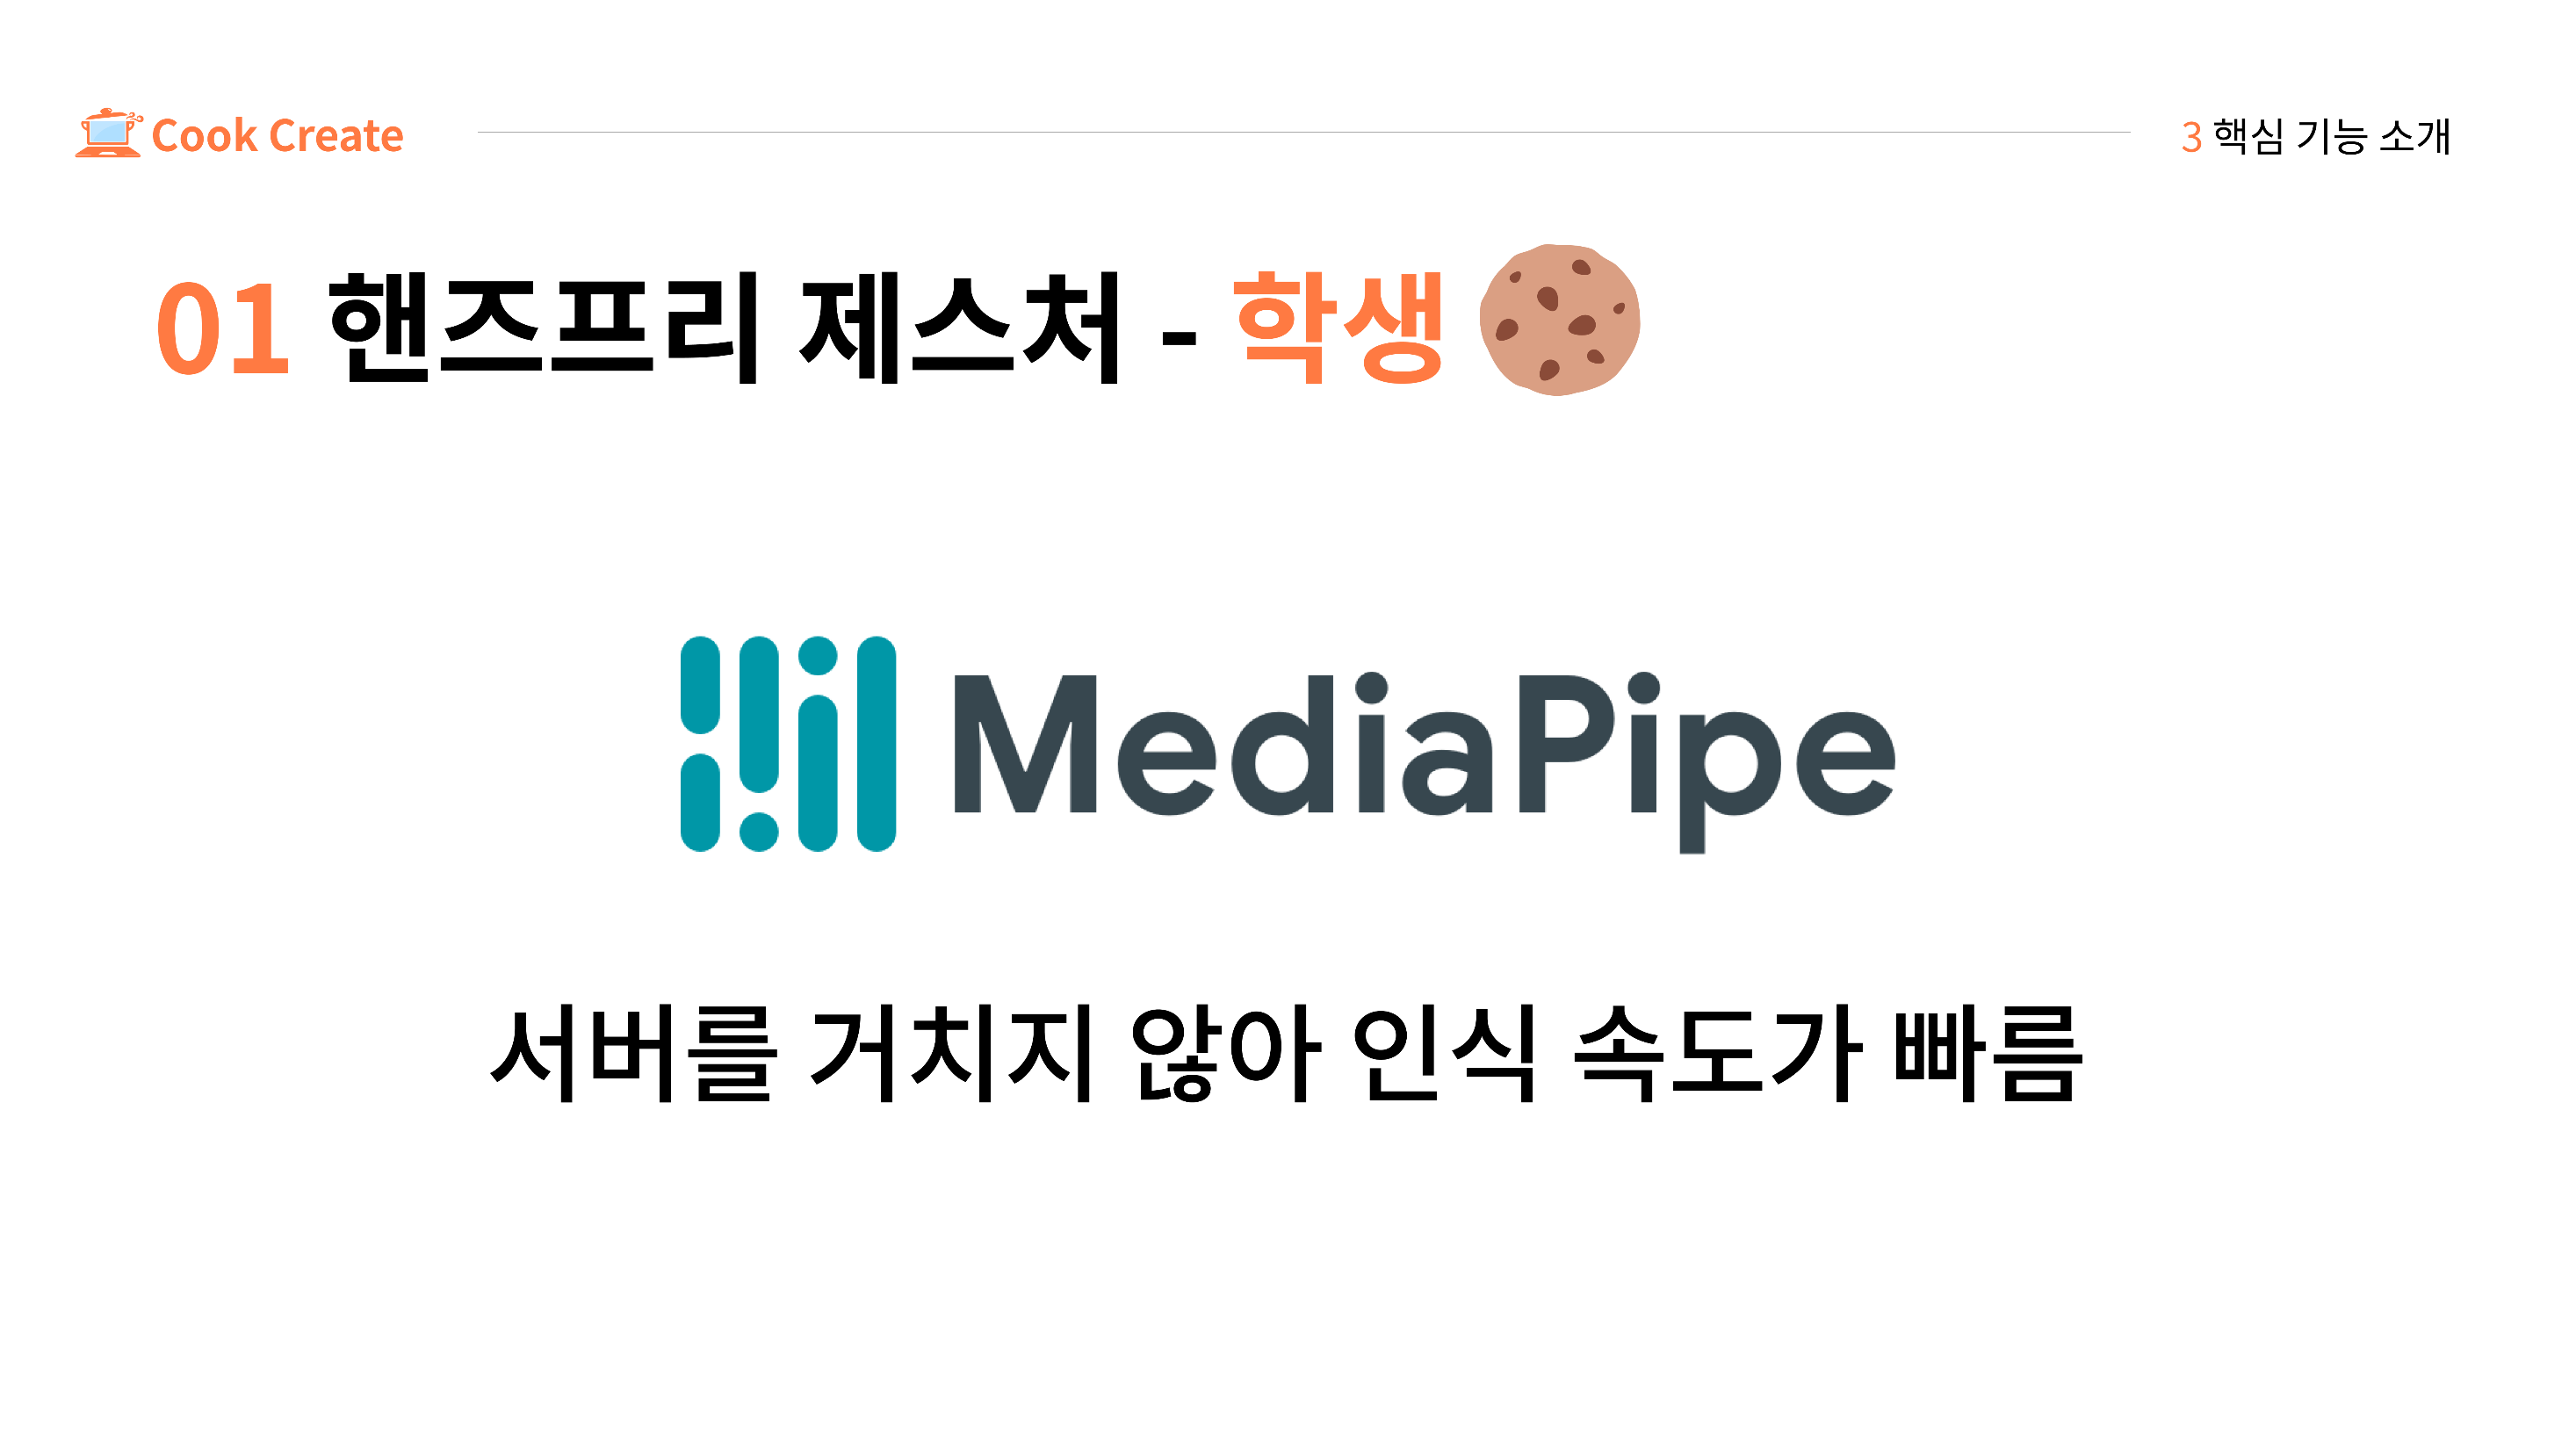 Cook Create
3 핵심 기능 소개
01 핸즈프리 제스처 - 학생
MediaPipe
서버를 거치지 않아 인식 속도가 빠름